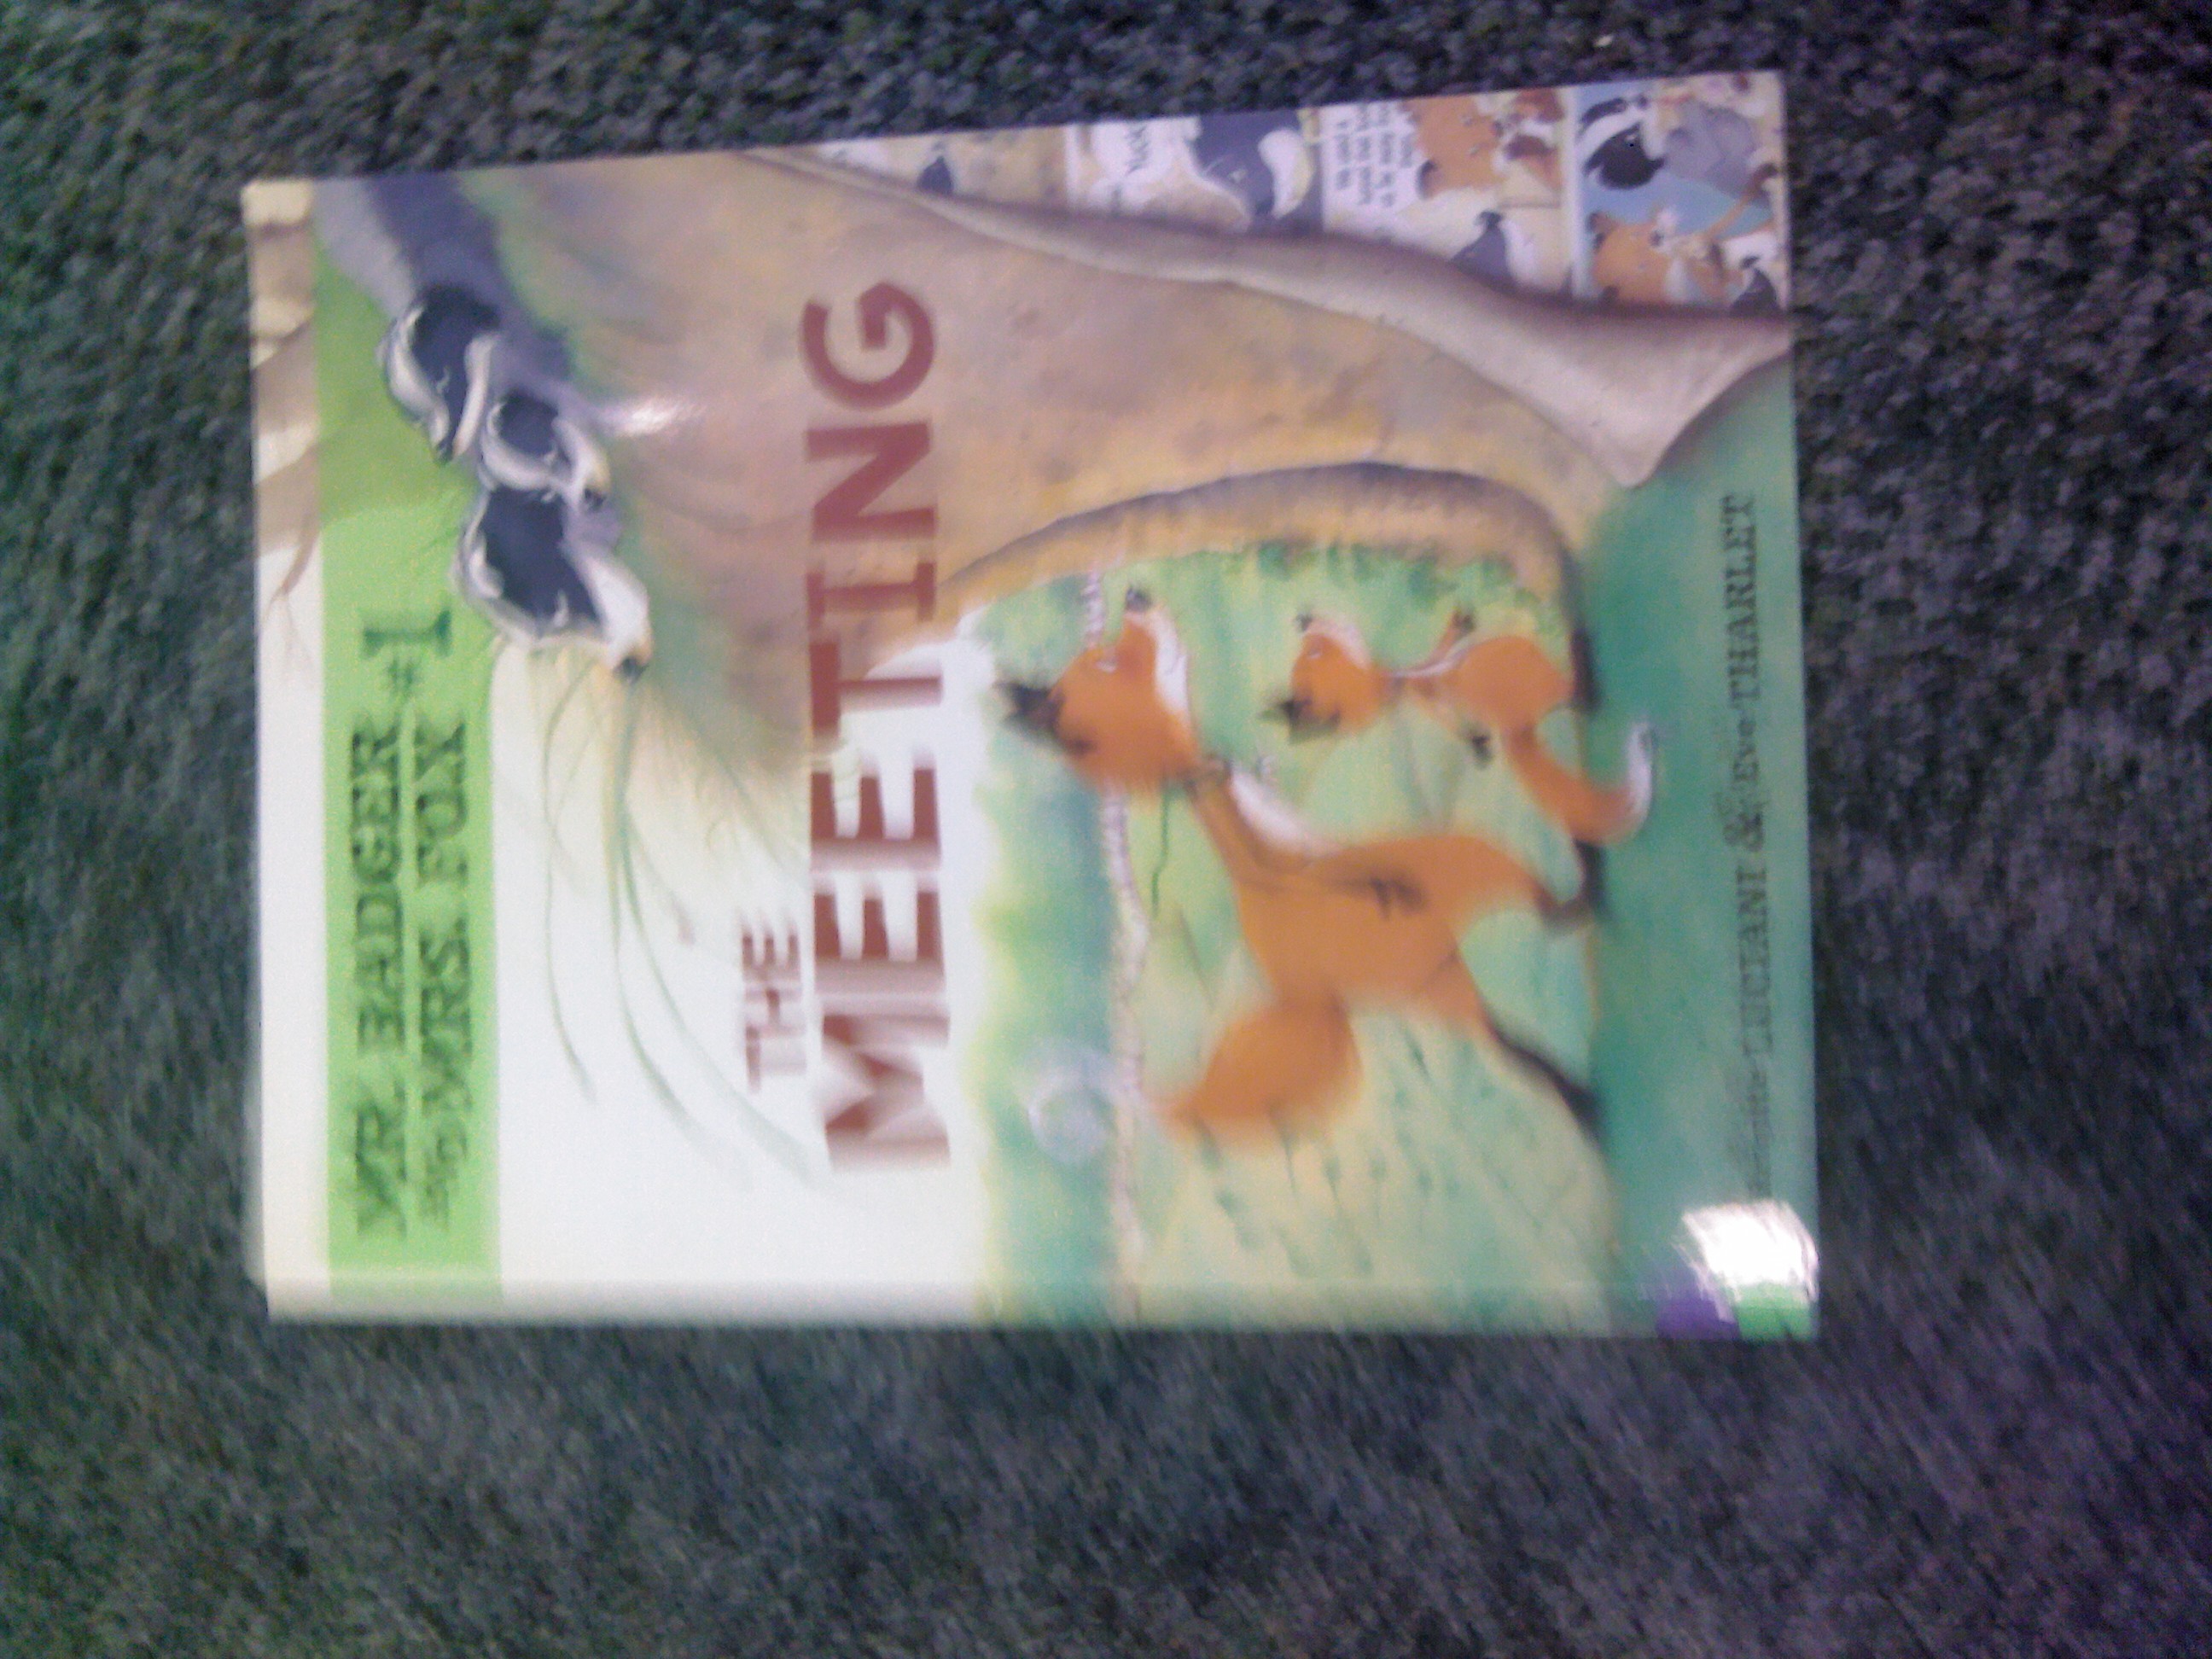 MR. BADGER #1
AND MRS. FOX
THE
MEETING
LUCIANI & Eve THARLET